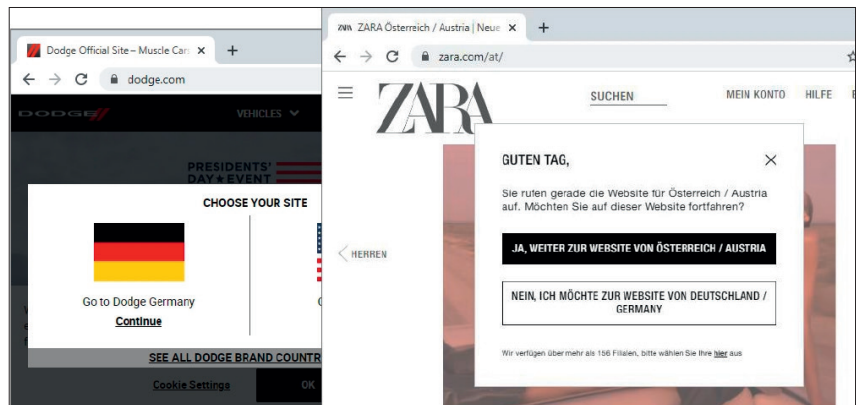 Dodge Official Site – Muscle Car
dodge.com
DODGE
VEHICLES
PRESIDENTS'
DAY★EVENT
CHOOSE YOUR SITE
Go to Dodge Germany
Continue
SEE ALL DODGE BRAND COUNTR
Cookie Settings
OK
ZARA Österreich / Austria | Neue
zara.com/at/
ZARA
SUCHEN
MEIN KONTO
HILFE
HERREN
GUTEN TAG,
Sie rufen gerade die Website für Österreich / Austria
auf. Möchten Sie auf dieser Website fortfahren?
JA, WEITER ZUR WEBSITE VON ÖSTERREICH / AUSTRIA
NEIN, ICH MÖCHTE ZUR WEBSITE VON DEUTSCHLAND /
GERMANY
Wir verfügen über mehr als 156 Filialen, bitte wählen Sie Ihre hier aus